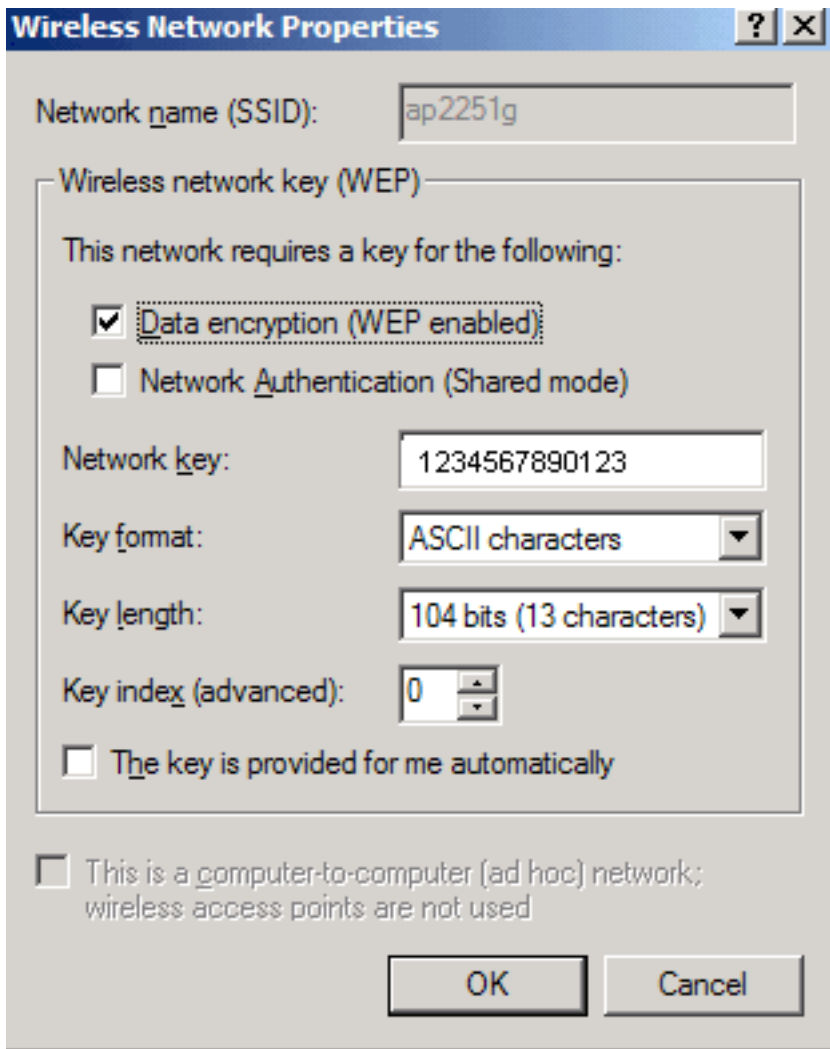 Wireless Network Properties
Network name (SSID): ap2251g
Wireless network key (WEP)
This network requires a key for the following:
Data encryption (WEP enabled)
Network Authentication (Shared mode)
Network key: 1234567890123
Key format: ASCII characters
Key length: 104 bits (13 characters)
Key index (advanced): 0
The key is provided for me automatically
This is a computer-to-computer (ad hoc) network;
wireless access points are not used
OK Cancel